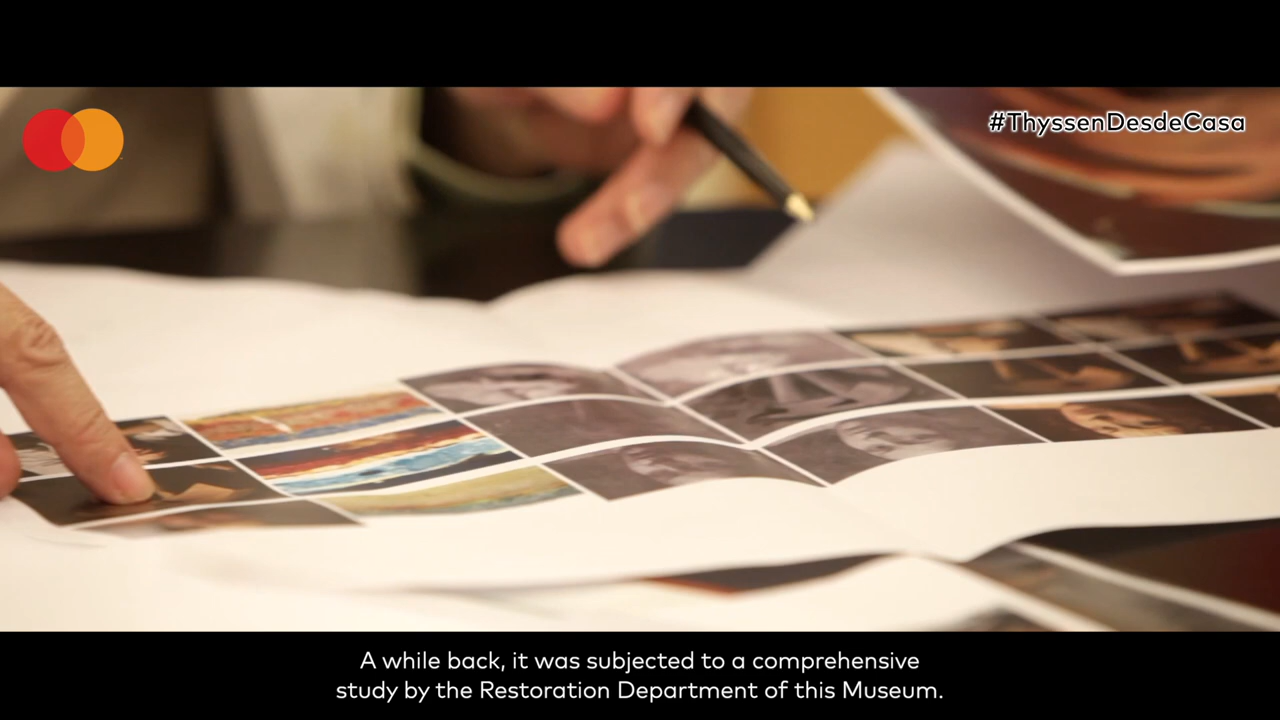 #ThyssenDesdeCasa
A while back, it was subjected to a comprehensive
study by the Restoration Department of this Museum.